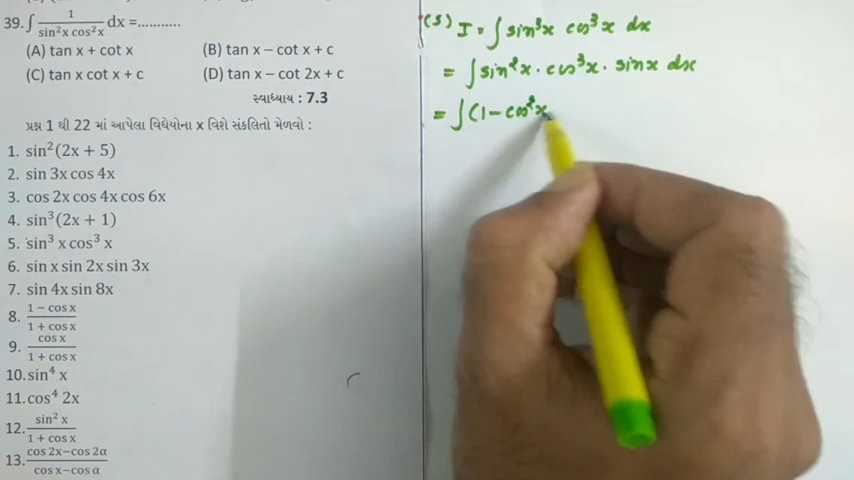 39. ∫ 1/(sin²x cos²x) dx =..........
(A) tan x + cot x (B) tan x − cot x + c
(C) tan x cot x + c (D) tan x − cot 2x + c
સ્વાધ્યાય : 7.3
પ્રશ્ન 1 થી 22 માં આપેલા વિધેયોના x વિશે સંકલિતો મેળવો :
1. sin²(2x + 5)
2. sin 3x cos 4x
3. cos 2x cos 4x cos 6x
4. sin³(2x + 1)
5. sin³ x cos³ x
6. sin x sin 2x sin 3x
7. sin 4x sin 8x
8. (1 − cos x)/(1 + cos x)
9. cos x/(1 + cos x)
10. sin⁴ x
11. cos⁴ 2x
12. sin² x/(1 + cos x)
13. (cos 2x−cos 2α)/(cos x−cos α)
(5) I = ∫ sin³x cos³x dx
= ∫ sin²x · cos³x · sinx dx
= ∫ (1 − cos²x